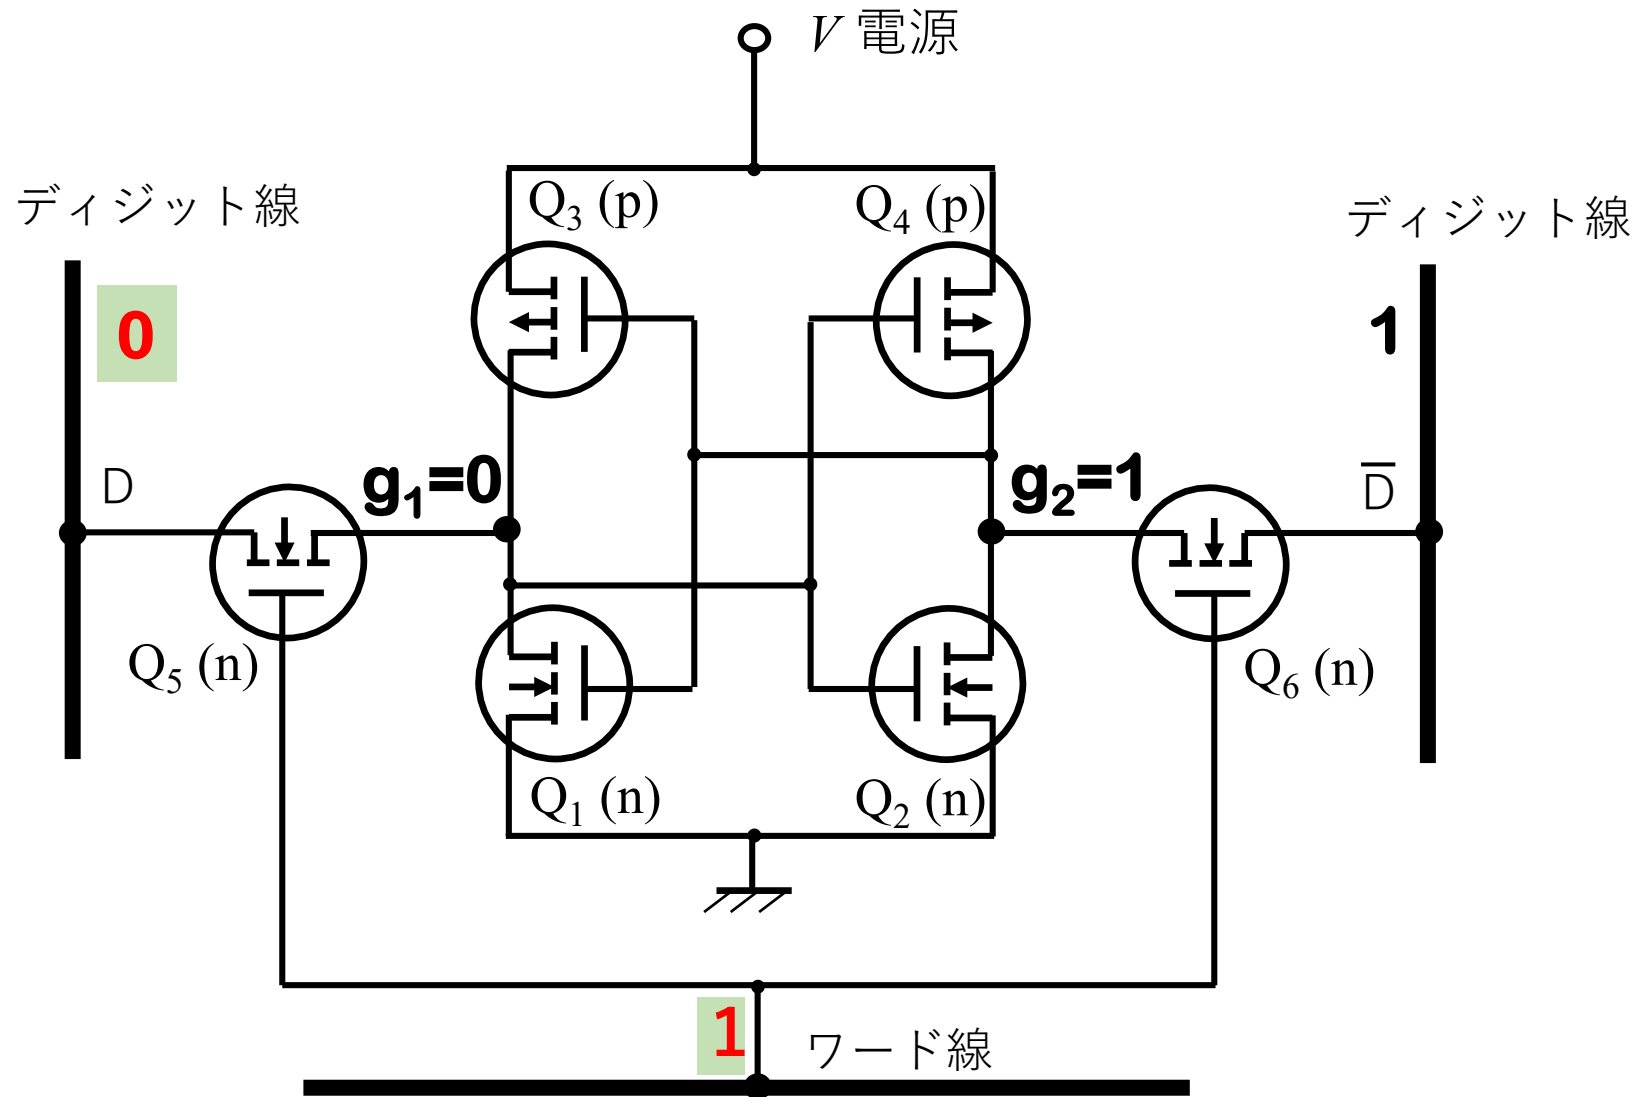 V 電源
ディジット線
ディジット線
Q3 (p)
Q4 (p)
0
1
D
g1=0
g2=1
D̅
Q5 (n)
Q6 (n)
Q1 (n)
Q2 (n)
1
ワード線